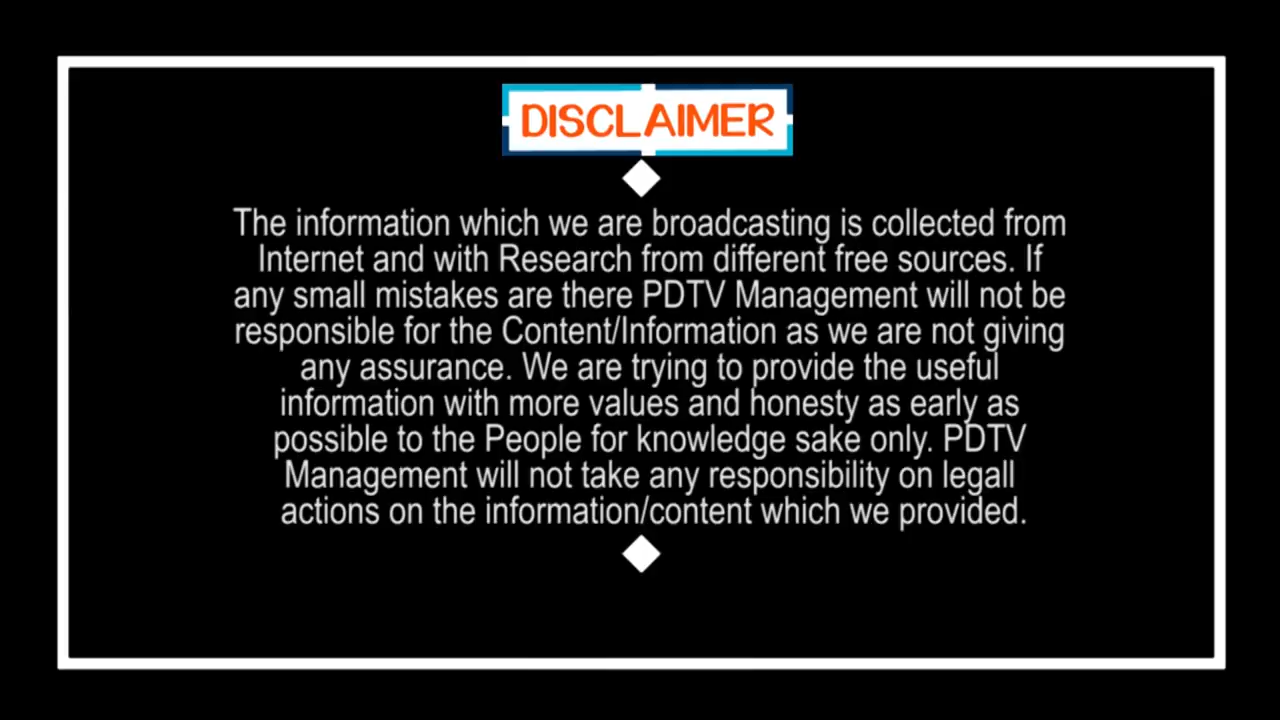 DISCLAIMER
The information which we are broadcasting is collected from
Internet and with Research from different free sources. If
any small mistakes are there PDTV Management will not be
responsible for the Content/Information as we are not giving
any assurance. We are trying to provide the useful
information with more values and honesty as early as
possible to the People for knowledge sake only. PDTV
Management will not take any responsibility on legall
actions on the information/content which we provided.